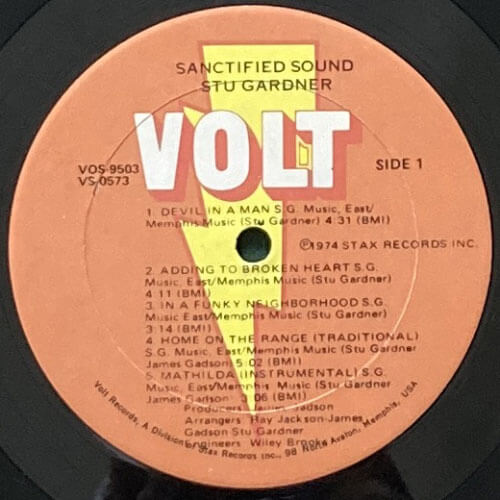 SANCTIFIED SOUND
STU GARDNER
VOLT
VOS-9503
VS-0573
SIDE 1
1. DEVIL IN A MAN S.G. Music, East/
Memphis Music (Stu Gardner) 4:31 (BMI)
℗1974 STAX RECORDS INC.
2. ADDING TO BROKEN HEART S.G.
Music, East/Memphis Music (Stu Gardner)
4:11 (BMI)
3. IN A FUNKY NEIGHBORHOOD S.G.
Music East/Memphis Music (Stu Gardner)
3:14 (BMI)
4. HOME ON THE RANGE (TRADITIONAL)
S.G. Music, East/Memphis Music (Stu Gardner
James Gadson) 5:02 (BMI)
5. MATHILDA (INSTRUMENTAL) S.G.
Music, East/Memphis Music (Stu Gardner
James Gadson) :06 (BMI)
Producers: Gadson
Arrangers: Ray Jackson-James
Gadson Stu Gardner
Engineers: Wiley Brooks
Volt Records, A Division of Stax Records Inc., 98 North Avalon, Memphis, USA